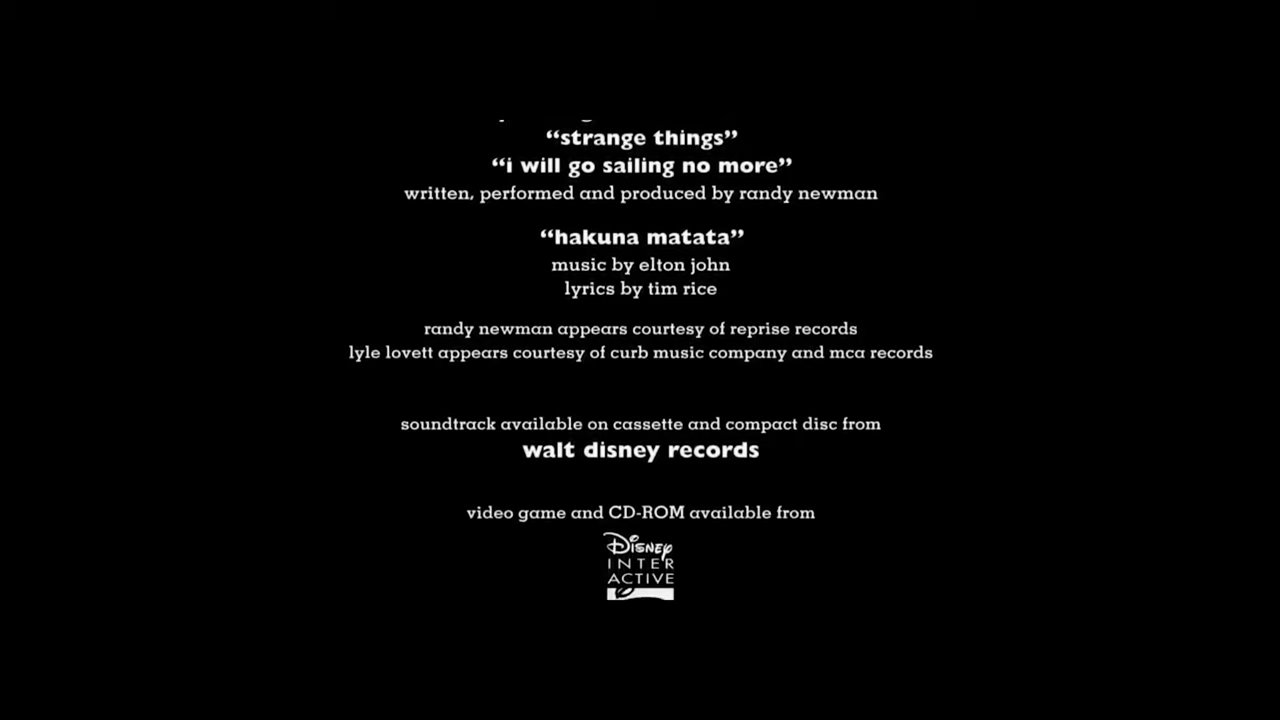 “strange things”
“i will go sailing no more”
written, performed and produced by randy newman
“hakuna matata”
music by elton john
lyrics by tim rice
randy newman appears courtesy of reprise records
lyle lovett appears courtesy of curb music company and mca records
soundtrack available on cassette and compact disc from
walt disney records
video game and CD-ROM available from
DISNEY
INTER
ACTIVE